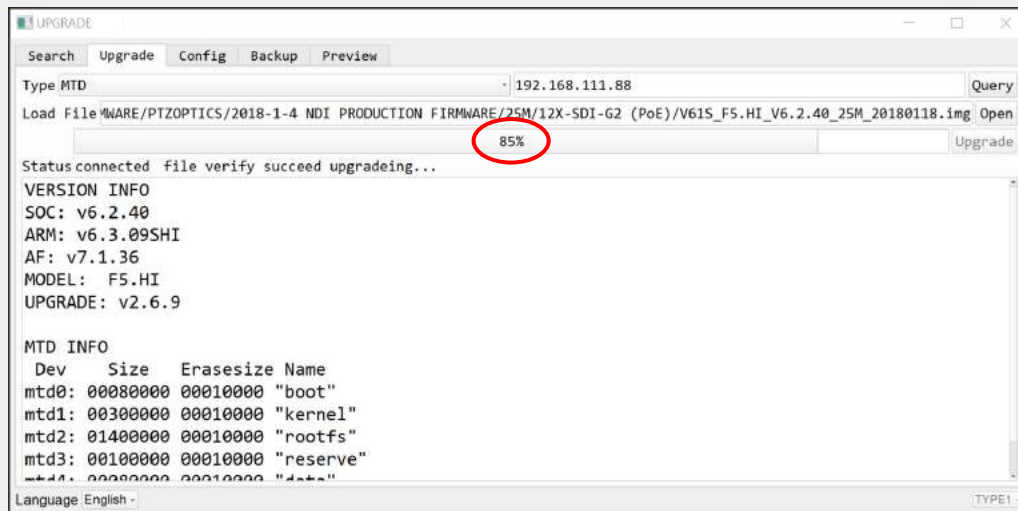 UPGRADE
Search Upgrade Config Backup Preview
Type MTD 192.168.111.88 Query
Load File MWARE/PTZOPTICS/2018-1-4 NDI PRODUCTION FIRMWARE/25M/12X-SDI-G2 (PoE)/V61S_F5.HI_V6.2.40_25M_20180118.img Open
85% Upgrade
Status connected file verify succeed upgradeing...
VERSION INFO
SOC: v6.2.40
ARM: v6.3.09SHI
AF: v7.1.36
MODEL: F5.HI
UPGRADE: v2.6.9
MTD INFO
Dev Size Erasesize Name
mtd0: 00080000 00010000 "boot"
mtd1: 00300000 00010000 "kernel"
mtd2: 01400000 00010000 "rootfs"
mtd3: 00100000 00010000 "reserve"
Language English TYPE1